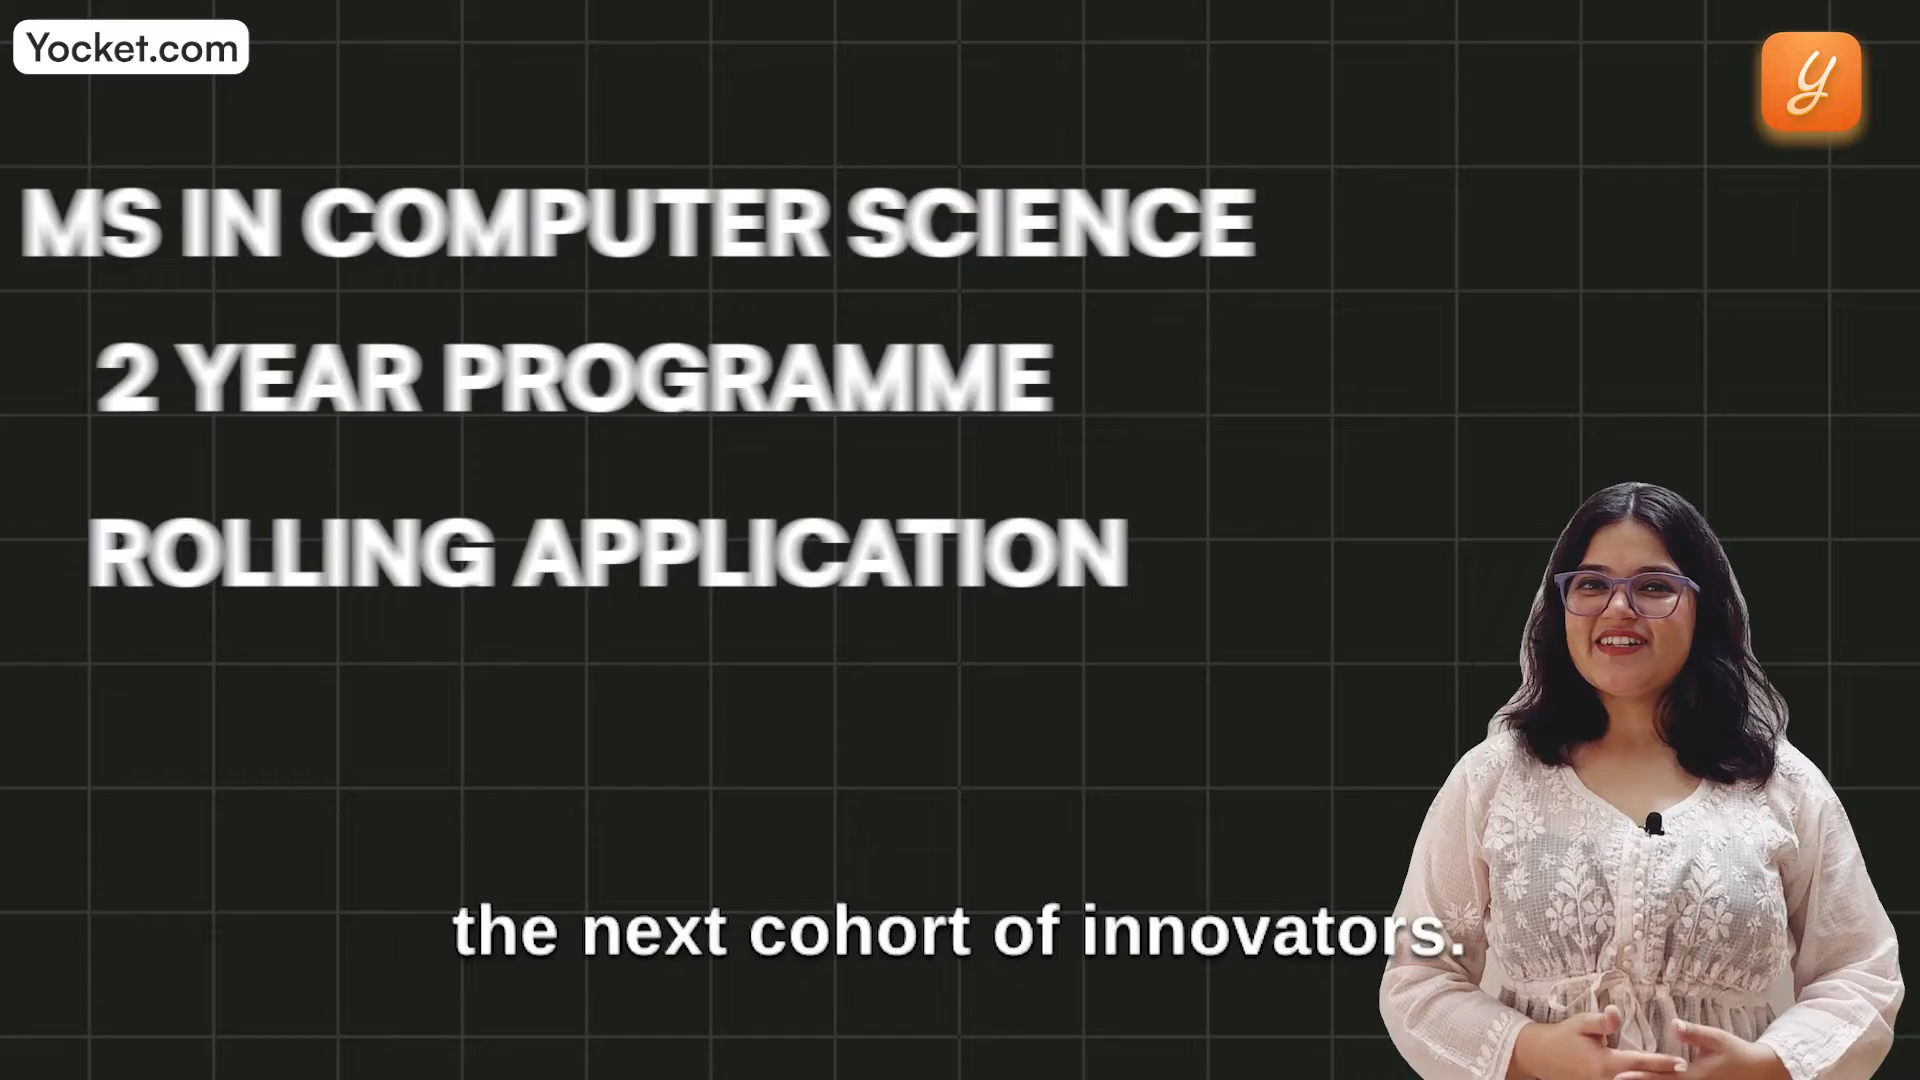 Yocket.com
y
MS IN COMPUTER SCIENCE
2 YEAR PROGRAMME
ROLLING APPLICATION
the next cohort of innovators.